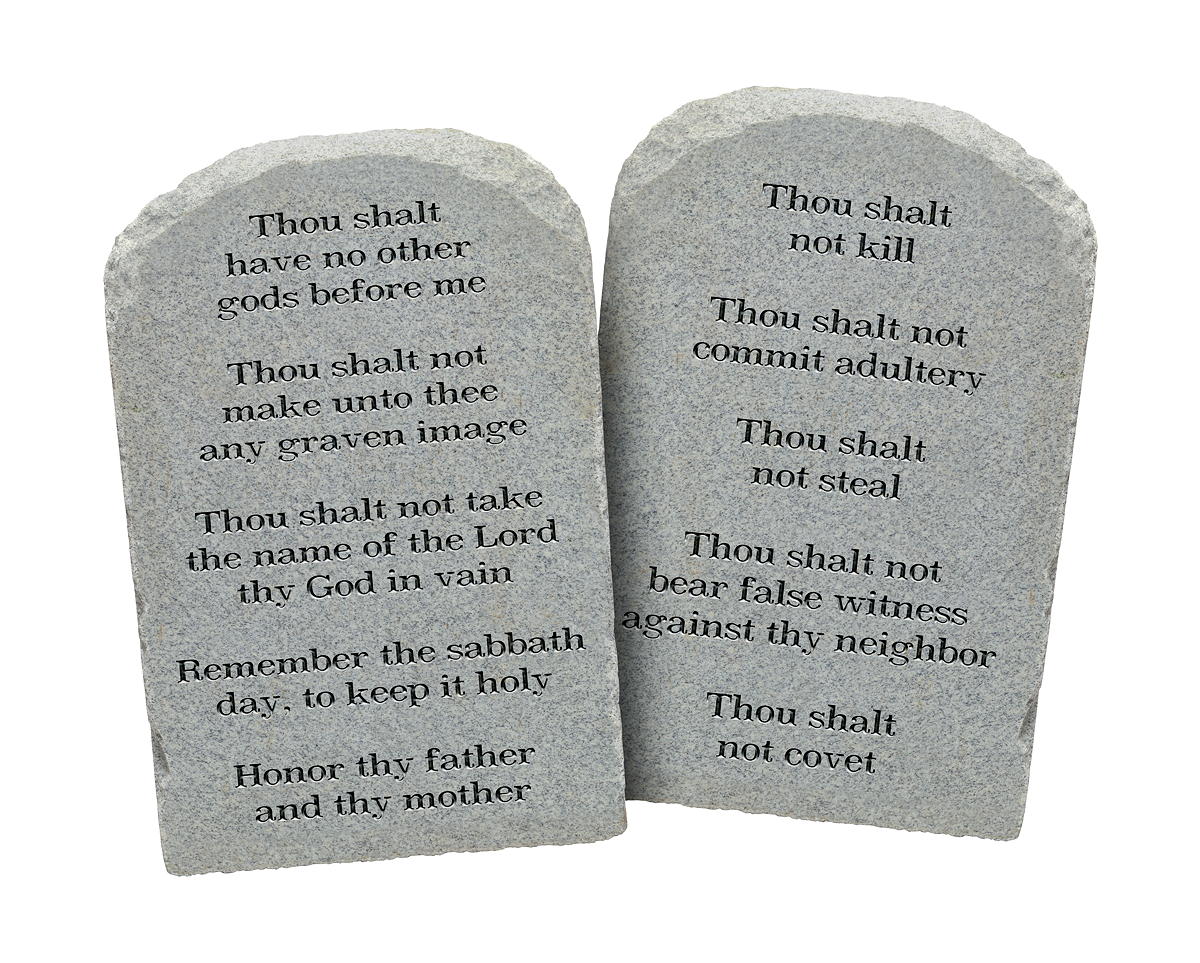 Thou shalt
have no other
gods before me
Thou shalt not
make unto thee
any graven image
Thou shalt not take
the name of the Lord
thy God in vain
Remember the sabbath
day, to keep it holy
Honor thy father
and thy mother
Thou shalt
not kill
Thou shalt not
commit adultery
Thou shalt
not steal
Thou shalt not
bear false witness
against thy neighbor
Thou shalt
not covet